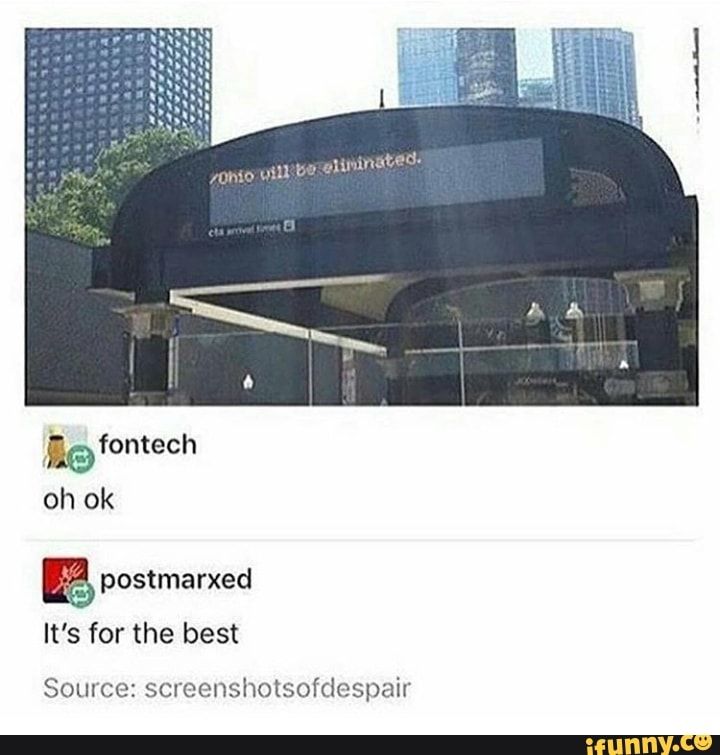 /Ohio will be eliminated.
cta arrival times
fontech
oh ok
postmarxed
It's for the best
Source: screenshotsofdespair
ifunny.co